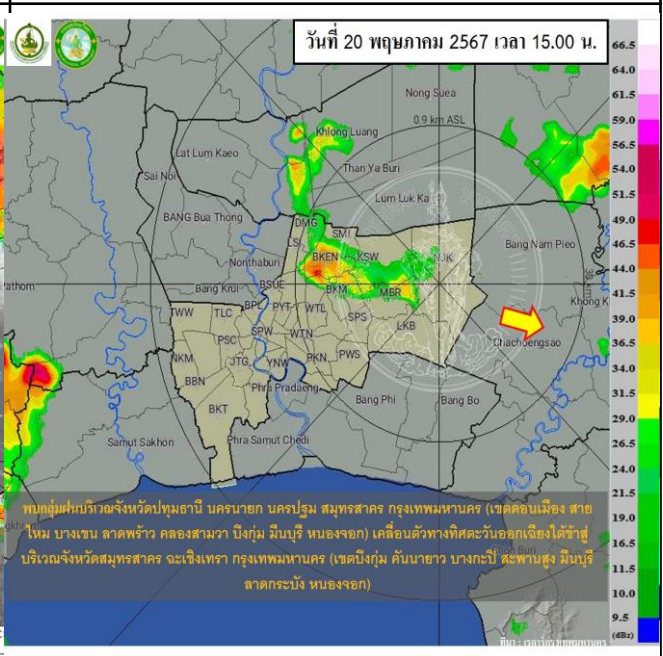 วันที่ 20 พฤษภาคม 2567 เวลา 15.00 น.
66.5
64.0
61.5
59.0
56.5
54.0
51.5
49.0
46.5
44.0
41.5
39.0
36.5
34.0
31.5
29.0
26.5
24.0
21.5
19.0
16.5
14.0
10.0
9.5
(dBz)
Nong Suea
0.9 km ASL
Khlong Luang
Lat Lum Kaeo
Than Ya Buri
Sai Noi
Lum Luk Ka
BANG Bua Thong
DMG
SMI
LSI
Bang Nam Pieo
Nonthaburi
BKEN
KSW
NJK
Bang Krui
BSUE
BKM
MBR
Khong K
TWW
TLC
BPL
PYT
WTL
SPS
LKB
PSC
SPW
WTN
Chachoengsao
NKM
JTG
YNW
PKN
PWS
BBN
Phra Pradaeng
BKT
Bang Phi
Bang Bo
Samut Sakhon
Phra Samut Chedi
พบกลุ่มฝนบริเวณจังหวัดปทุมธานี นครนายก นครปฐม สมุทรสาคร กรุงเทพมหานคร (เขตดอนเมือง สาย
ไหม บางเขน ลาดพร้าว คลองสามวา บึงกุ่ม มีนบุรี หนองจอก) เคลื่อนตัวทางทิศตะวันออกเฉียงใต้เข้าสู่
บริเวณจังหวัดสมุทรสาคร ฉะเชิงเทรา กรุงเทพมหานคร (เขตบึงกุ่ม คันนายาว บางกะปิ สะพานสูง มีนบุรี
ลาดกระบัง หนองจอก)